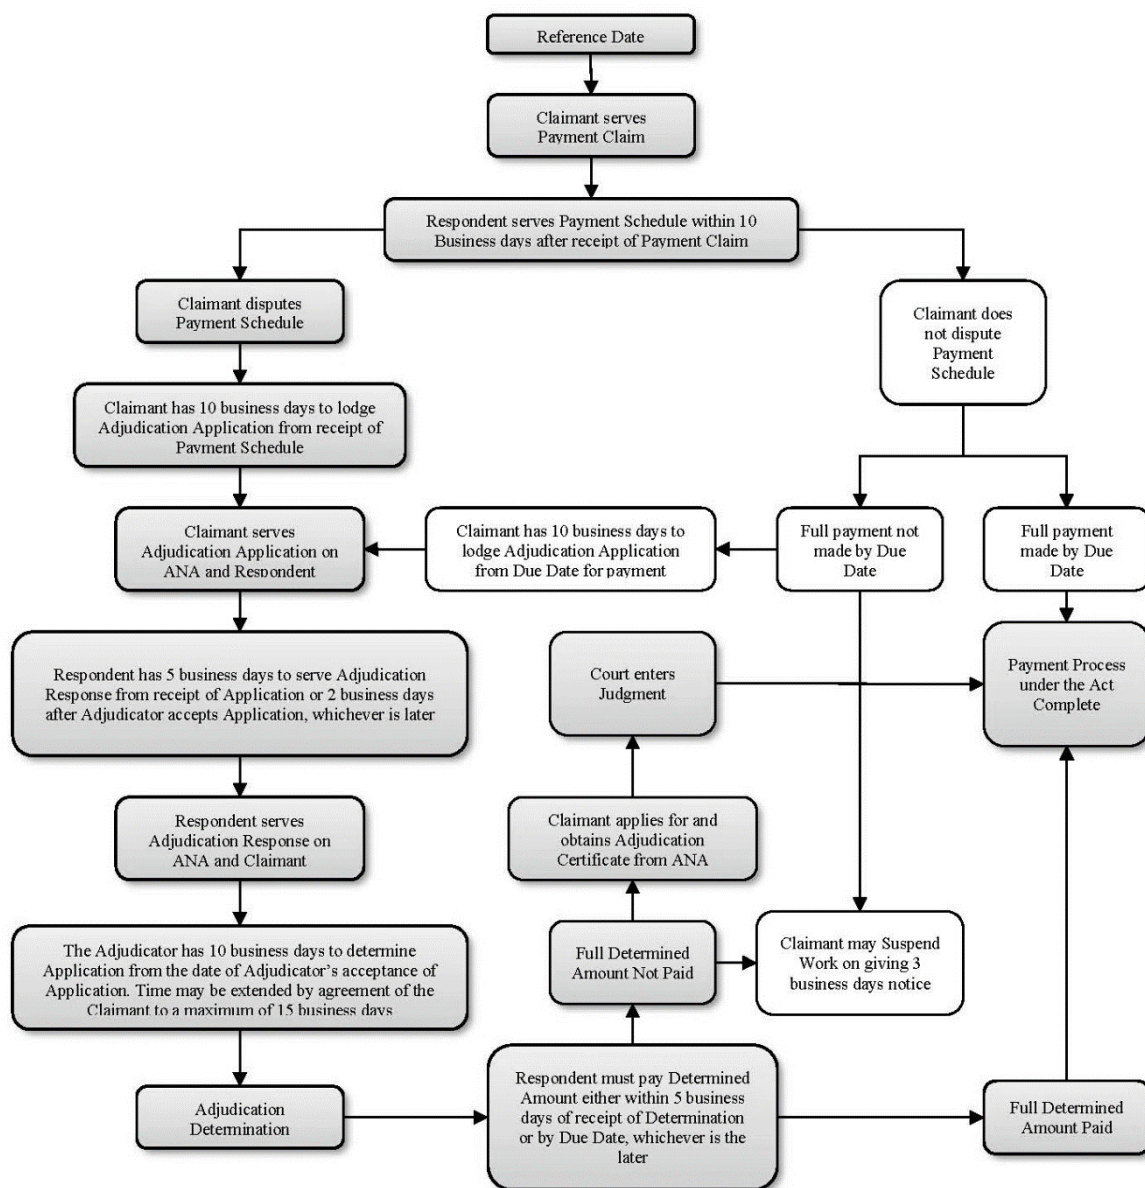 Reference Date
Claimant serves
Payment Claim
Respondent serves Payment Schedule within 10
Business days after receipt of Payment Claim
Claimant disputes
Payment Schedule
Claimant does
not dispute
Payment
Schedule
Claimant has 10 business days to lodge
Adjudication Application from receipt of
Payment Schedule
Claimant serves
Adjudication Application on
ANA and Respondent
Claimant has 10 business days to
lodge Adjudication Application
from Due Date for payment
Full payment not
made by Due
Date
Full payment
made by Due
Date
Respondent has 5 business days to serve Adjudication
Response from receipt of Application or 2 business days
after Adjudicator accepts Application, whichever is later
Court enters
Judgment
Payment Process
under the Act
Complete
Respondent serves
Adjudication Response on
ANA and Claimant
Claimant applies for and
obtains Adjudication
Certificate from ANA
The Adjudicator has 10 business days to determine
Application from the date of Adjudicator's acceptance of
Application. Time may be extended by agreement of the
Claimant to a maximum of 15 business days
Full Determined
Amount Not Paid
Claimant may Suspend
Work on giving 3
business days notice
Adjudication
Determination
Respondent must pay Determined
Amount either within 5 business
days of receipt of Determination
or by Due Date, whichever is the
later
Full Determined
Amount Paid